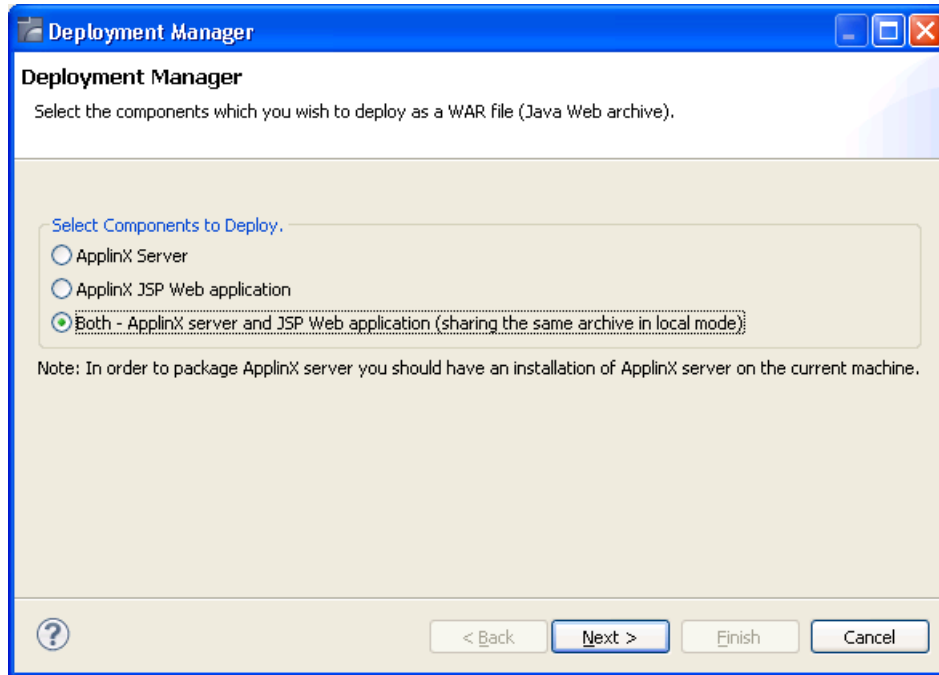 Deployment Manager
Deployment Manager
Select the components which you wish to deploy as a WAR file (Java Web archive).
Select Components to Deploy.
ApplinX Server
ApplinX JSP Web application
Both - ApplinX server and JSP Web application (sharing the same archive in local mode)
Note: In order to package ApplinX server you should have an installation of ApplinX server on the current machine.
? < Back Next > Finish Cancel